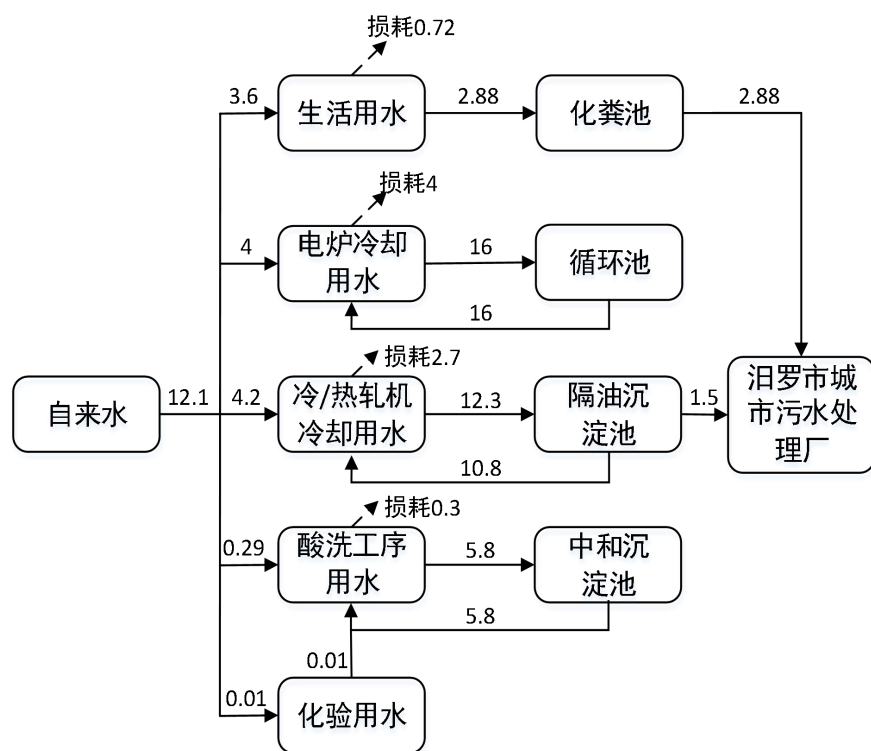 损耗0.72
3.6
生活用水
2.88
化粪池
2.88
损耗4
4
电炉冷却
用水
16
循环池
16
损耗2.7
自来水
12.1
4.2
冷/热轧机
冷却用水
12.3
隔油沉
淀池
1.5
汨罗市城
市污水处
理厂
10.8
损耗0.3
0.29
酸洗工序
用水
5.8
中和沉
淀池
5.8
0.01
0.01
化验用水